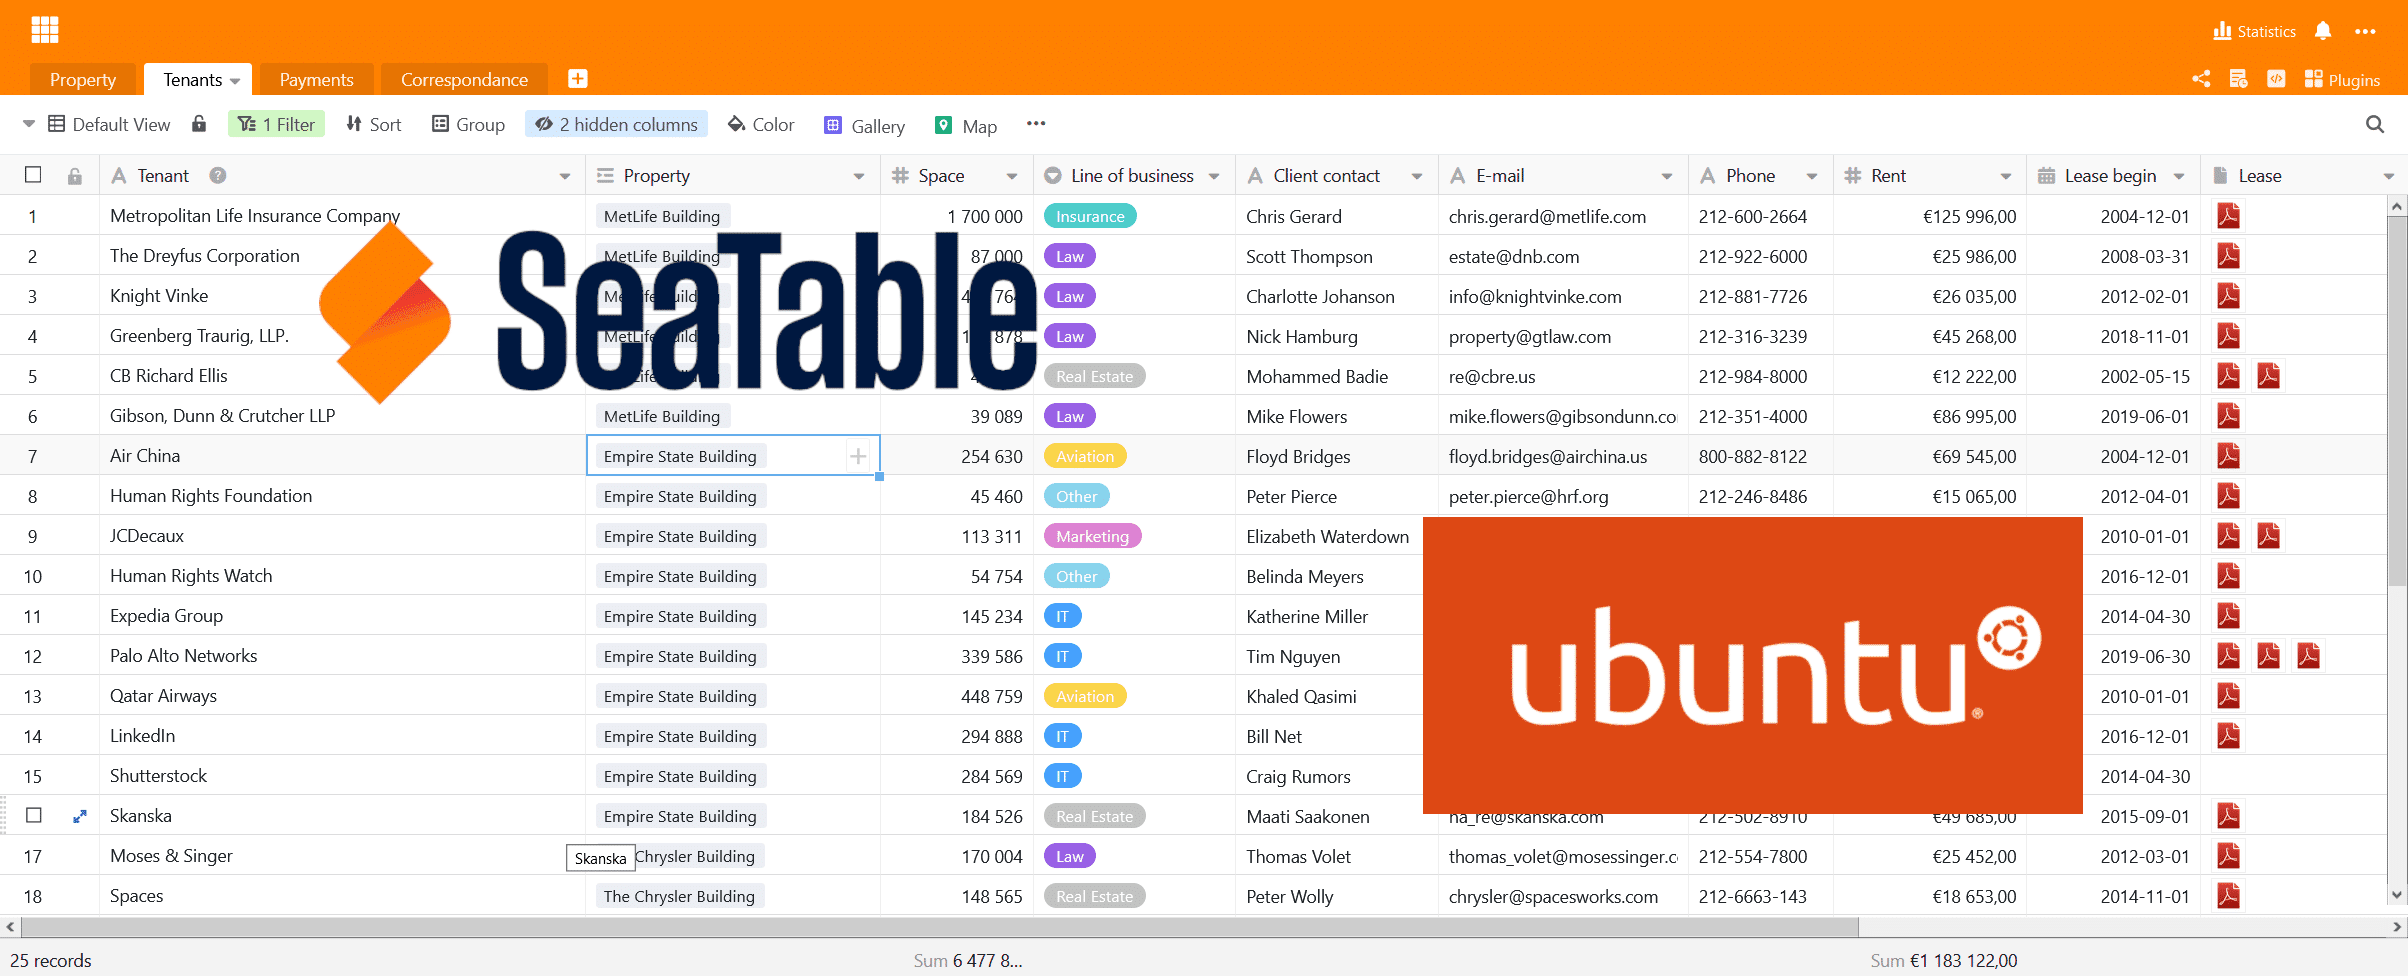 Statistics
Property Tenants Payments Correspondance
Plugins
Default View 1 Filter Sort Group 2 hidden columns Color Gallery Map
Tenant Property Space Line of business Client contact E-mail Phone Rent Lease begin Lease
1 Metropolitan Life Insurance Company MetLife Building 1 700 000 Insurance Chris Gerard chris.gerard@metlife.com 212-600-2664 €125 996,00 2004-12-01
2 The Dreyfus Corporation MetLife Building 87 000 Law Scott Thompson estate@dnb.com 212-922-6000 €25 986,00 2008-03-31
SeaTable
3 Knight Vinke Law Charlotte Johanson info@knightvinke.com 212-881-7726 €26 035,00 2012-02-01
4 Greenberg Traurig, LLP. MetLife Law Nick Hamburg property@gtlaw.com 212-316-3239 €45 268,00 2018-11-01
5 CB Richard Ellis Real Estate Mohammed Badie re@cbre.us 212-984-8000 €12 222,00 2002-05-15
6 Gibson, Dunn & Crutcher LLP MetLife Building 39 089 Law Mike Flowers mike.flowers@gibsondunn.co 212-351-4000 €86 995,00 2019-06-01
7 Air China Empire State Building 254 630 Aviation Floyd Bridges floyd.bridges@airchina.us 800-882-8122 €69 545,00 2004-12-01
8 Human Rights Foundation Empire State Building 45 460 Other Peter Pierce peter.pierce@hrf.org 212-246-8486 €15 065,00 2012-04-01
9 JCDecaux Empire State Building 113 311 Marketing Elizabeth Waterdown 2010-01-01
10 Human Rights Watch Empire State Building 54 754 Other Belinda Meyers 2016-12-01
11 Expedia Group Empire State Building 145 234 IT Katherine Miller 2014-04-30
12 Palo Alto Networks Empire State Building 339 586 IT Tim Nguyen 2019-06-30
ubuntu®
13 Qatar Airways Empire State Building 448 759 Aviation Khaled Qasimi 2010-01-01
14 LinkedIn Empire State Building 294 888 IT Bill Net 2016-12-01
15 Shutterstock Empire State Building 284 569 IT Craig Rumors 2014-04-30
Skanska Empire State Building 184 526 Real Estate Maati Saakonen na_re@skanska.com 212-502-8910 €49 685,00 2015-09-01
17 Moses & Singer Skanska Chrysler Building 170 004 Law Thomas Volet thomas_volet@mosessinger.c 212-554-7800 €25 452,00 2012-03-01
18 Spaces The Chrysler Building 148 565 Real Estate Peter Wolly chrysler@spacesworks.com 212-6663-143 €18 653,00 2014-11-01
25 records Sum 6 477 8... Sum €1 183 122,00